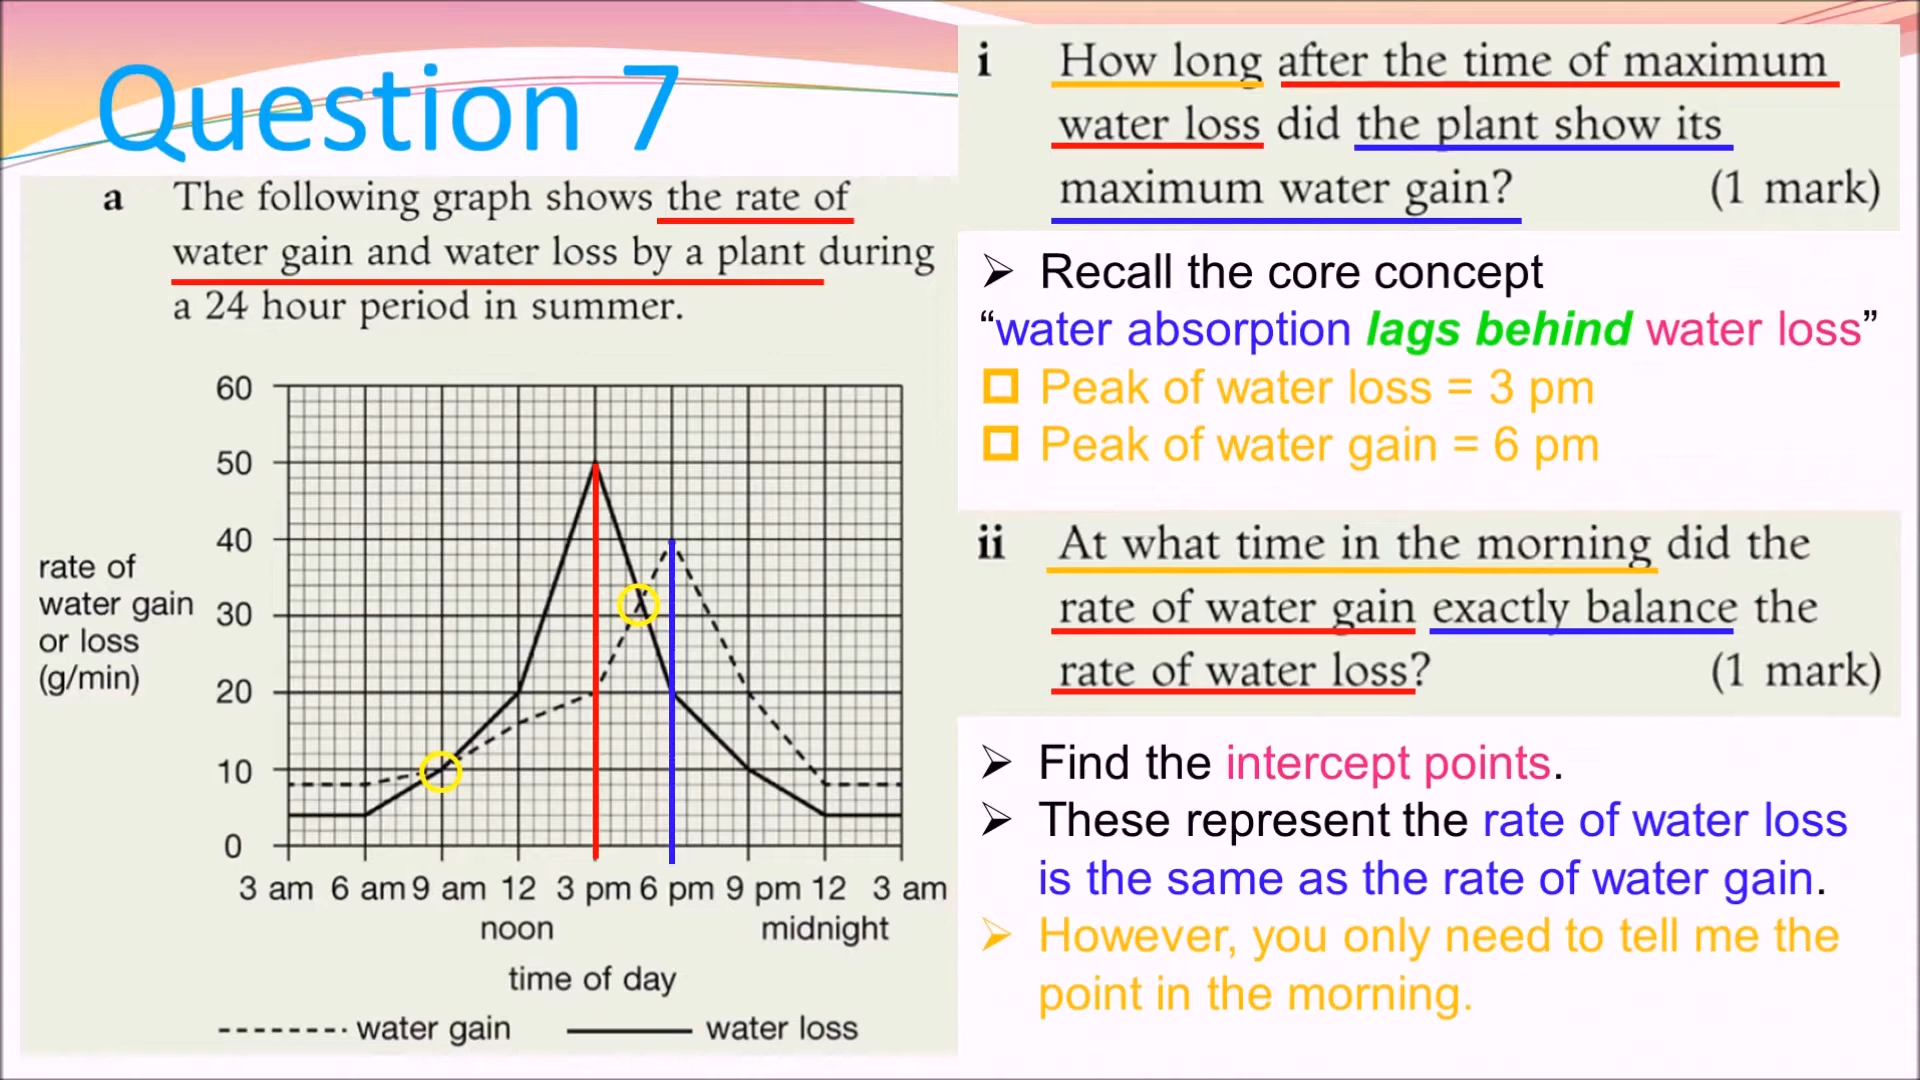 Question 7
a The following graph shows the rate of
water gain and water loss by a plant during
a 24 hour period in summer.
60
50
40
30
20
10
0
rate of
water gain
or loss
(g/min)
3 am 6 am 9 am 12 3 pm 6 pm 9 pm 12 3 am
noon midnight
time of day
water gain water loss
i How long after the time of maximum
water loss did the plant show its
maximum water gain? (1 mark)
➢ Recall the core concept
“water absorption lags behind water loss”
❑ Peak of water loss = 3 pm
❑ Peak of water gain = 6 pm
ii At what time in the morning did the
rate of water gain exactly balance the
rate of water loss? (1 mark)
➢ Find the intercept points.
➢ These represent the rate of water loss
is the same as the rate of water gain.
➢ However, you only need to tell me the
point in the morning.